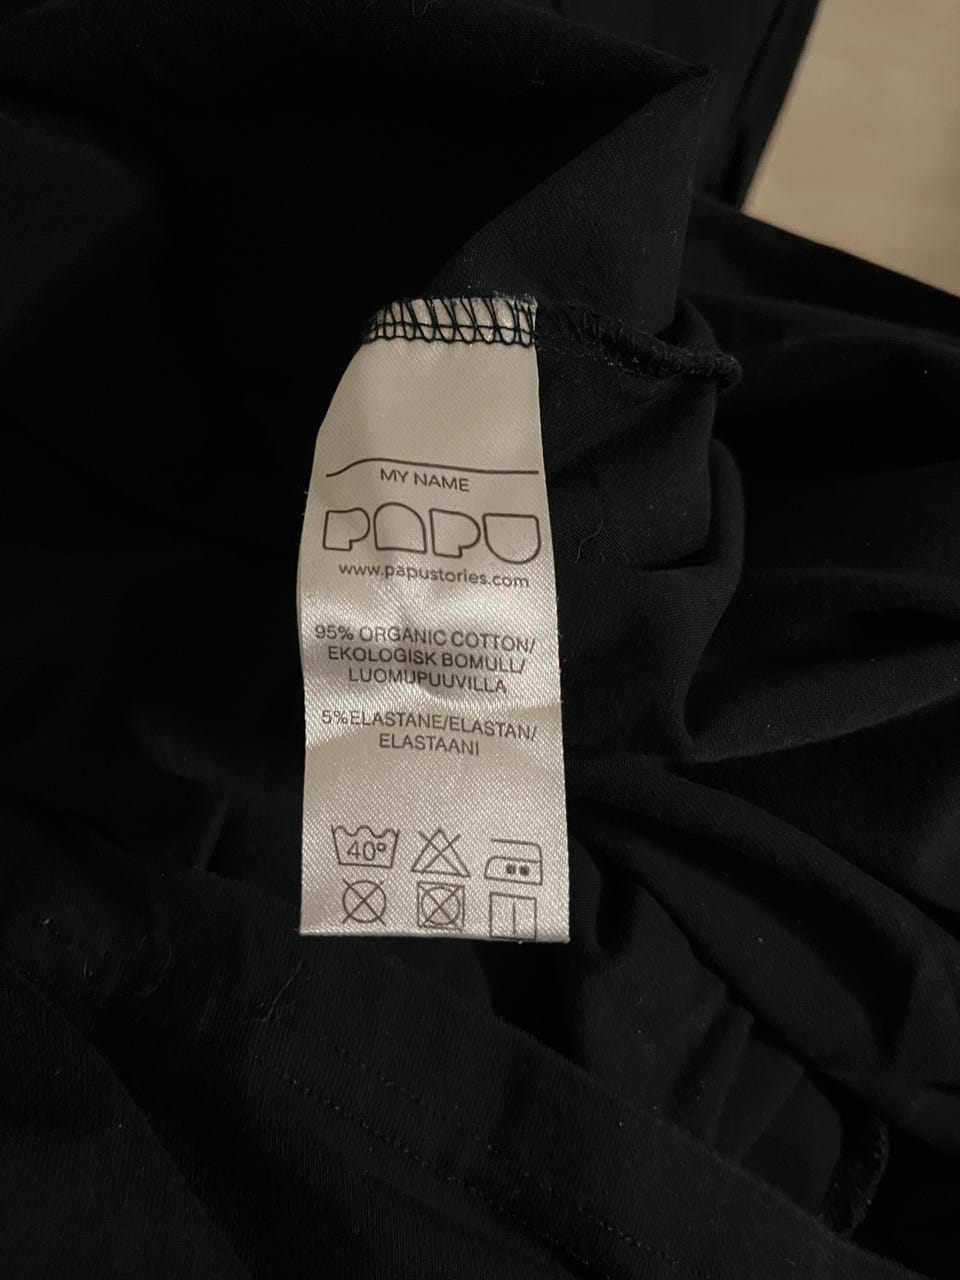 MY NAME
PAPU
www.papustories.com
95% ORGANIC COTTON/
EKOLOGISK BOMULL/
LUOMUPUUVILLA
5%ELASTANE/ELASTAN/
ELASTAANI
40°